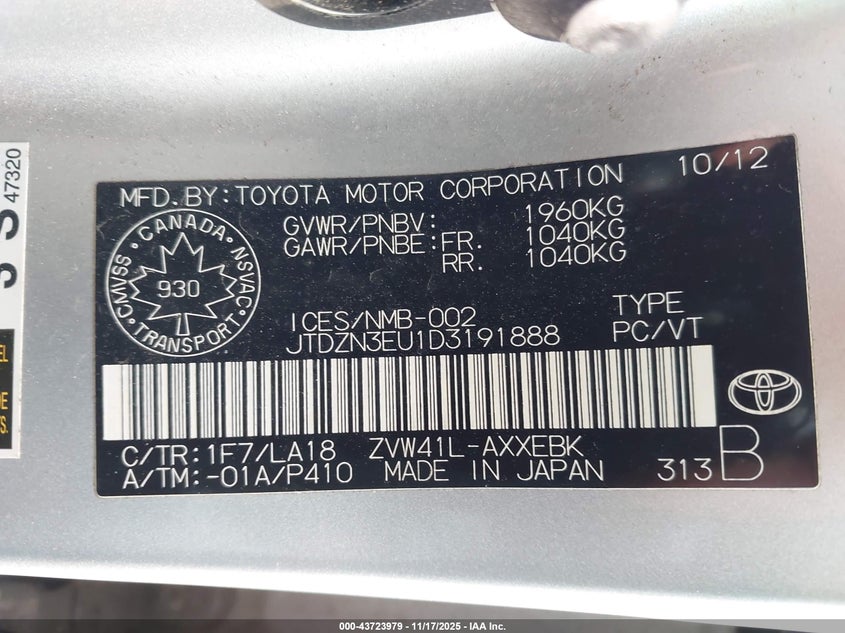 47320
MFD.BY:TOYOTA MOTOR CORPORATION 10/12
GVWR/PNBV: 1960KG
GAWR/PNBE:FR. 1040KG
RR. 1040KG
CANADA
CMVSS NSVAC
930
TRANSPORT
ICES/NMB-002
JTDZN3EU1D3191888
TYPE
PC/VT
C/TR:1F7/LA18 ZVW41L-AXXEBK
A/TM:-01A/P410 MADE IN JAPAN
313B
000-43723979 - 11/17/2025 - IAA Inc.